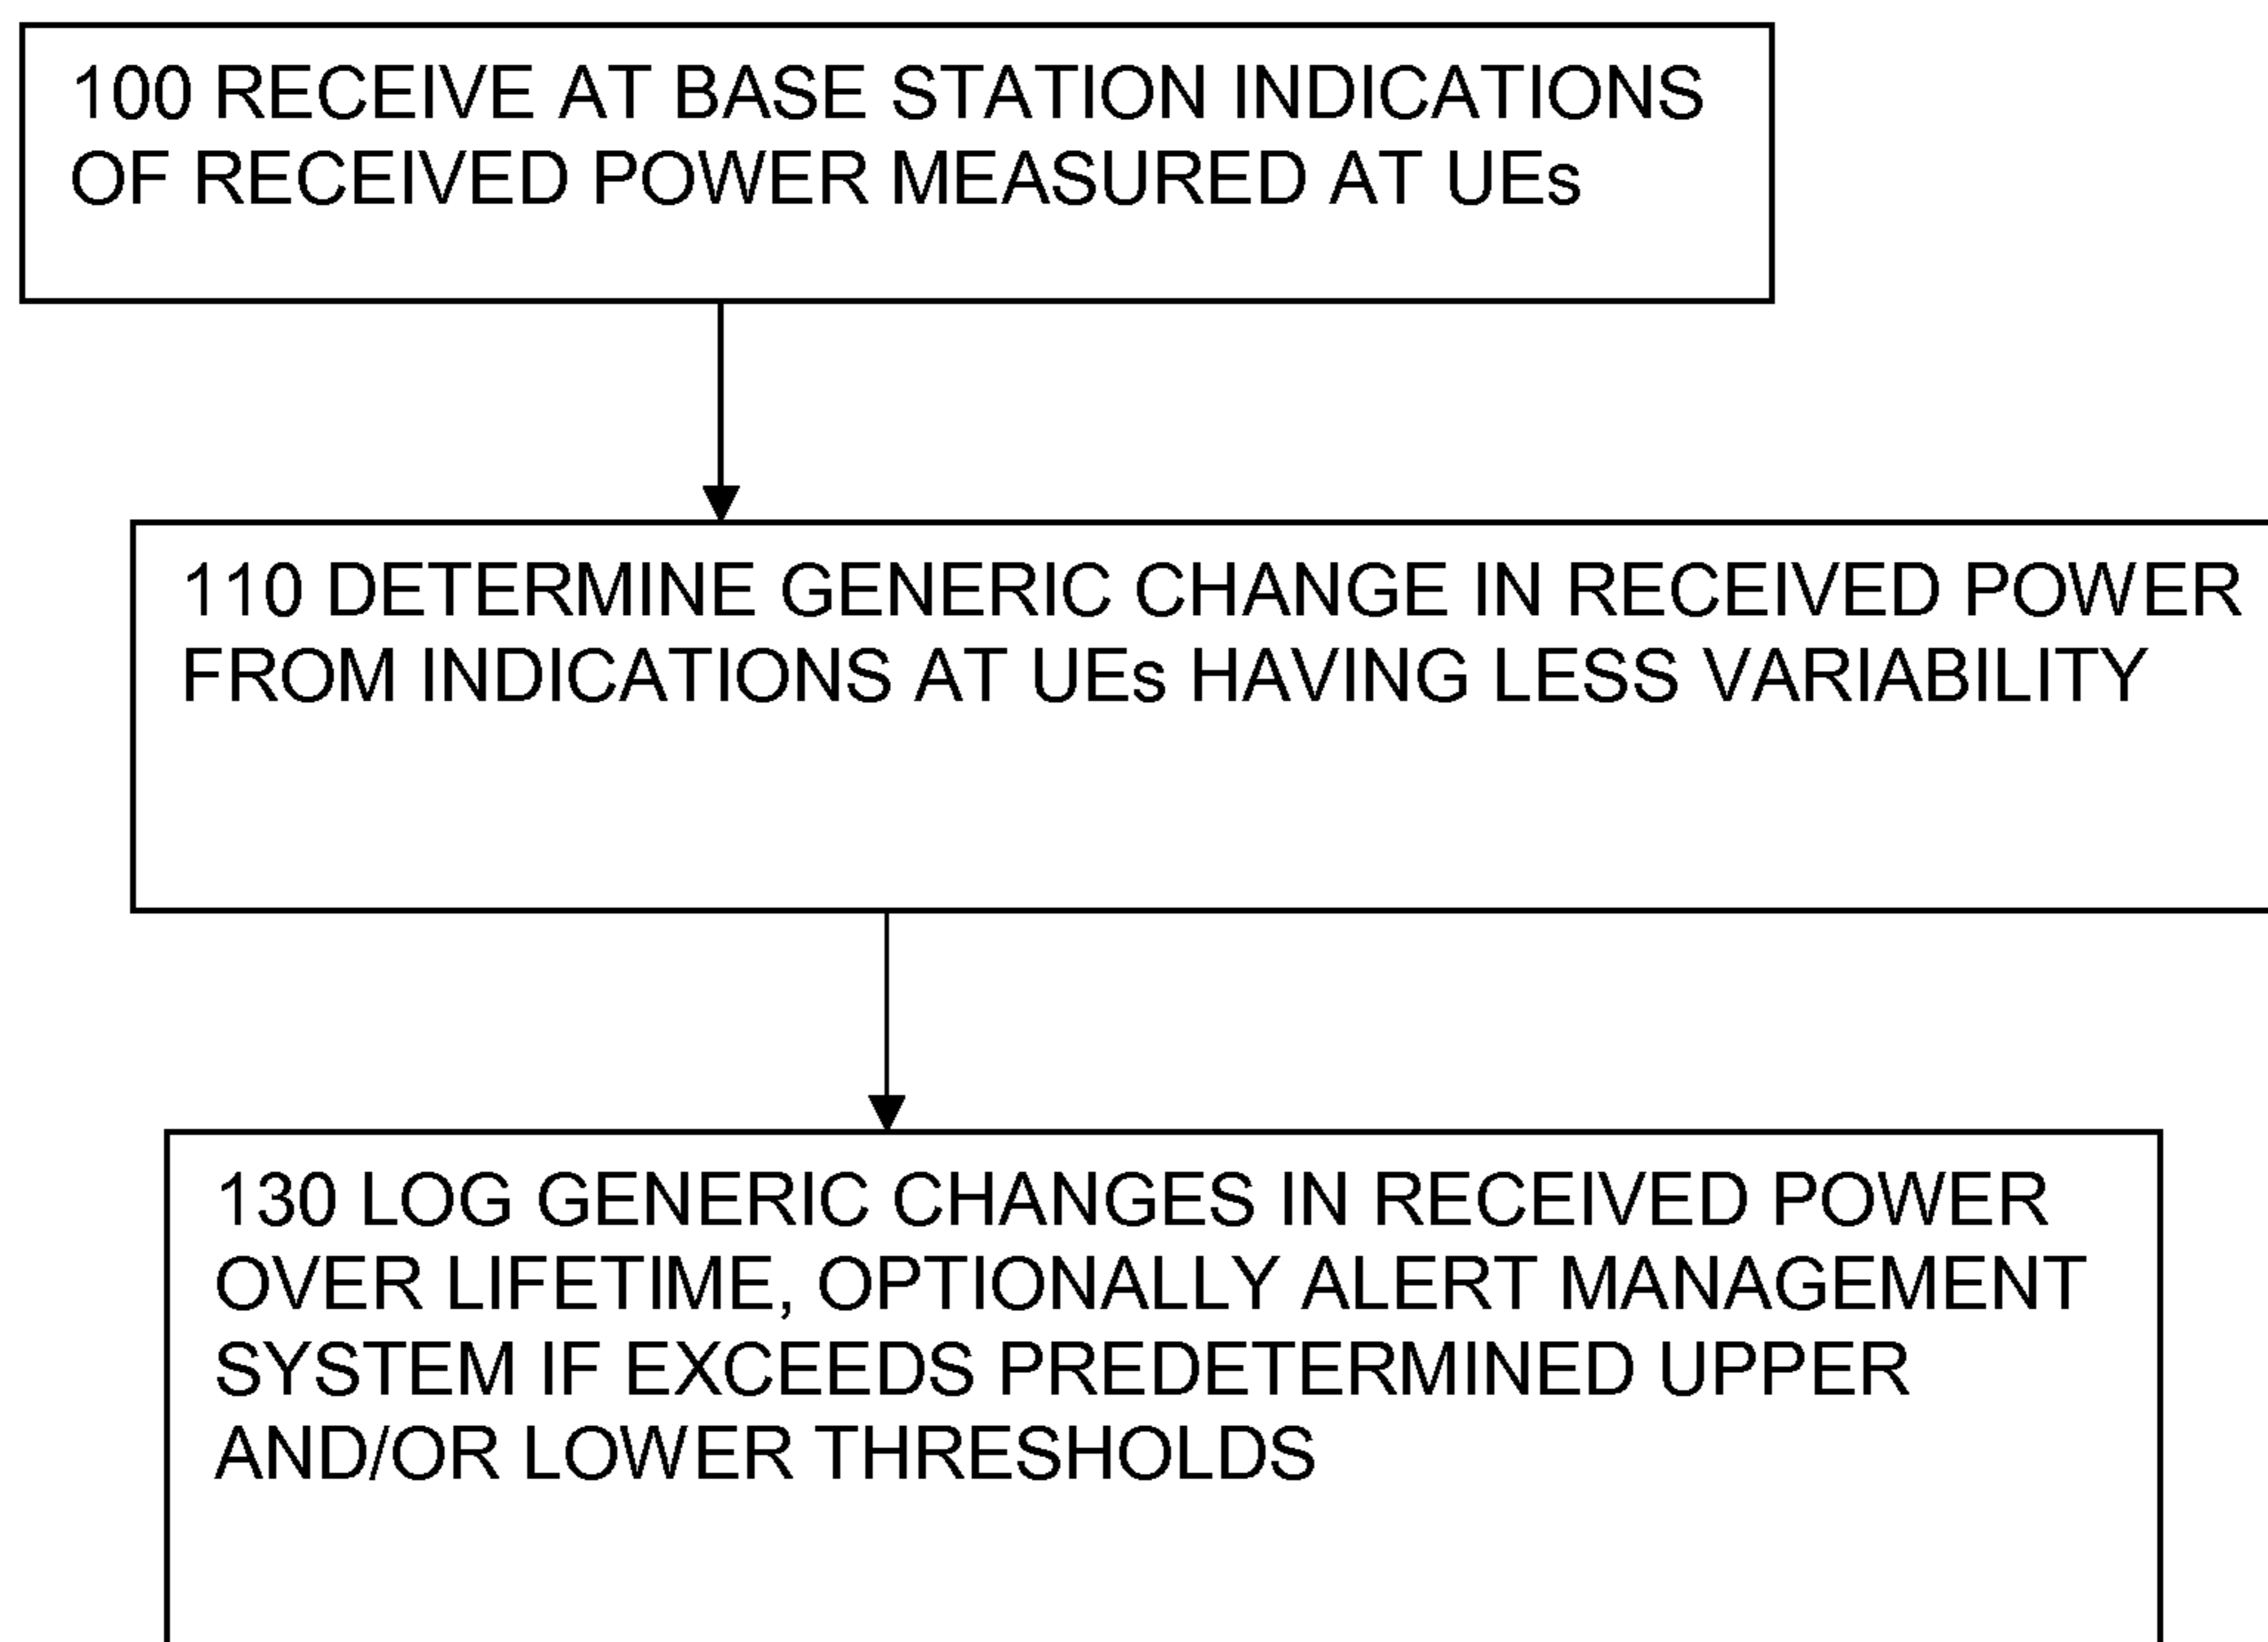 100 RECEIVE AT BASE STATION INDICATIONS
OF RECEIVED POWER MEASURED AT UEs
110 DETERMINE GENERIC CHANGE IN RECEIVED POWER
FROM INDICATIONS AT UEs HAVING LESS VARIABILITY
130 LOG GENERIC CHANGES IN RECEIVED POWER
OVER LIFETIME, OPTIONALLY ALERT MANAGEMENT
SYSTEM IF EXCEEDS PREDETERMINED UPPER
AND/OR LOWER THRESHOLDS